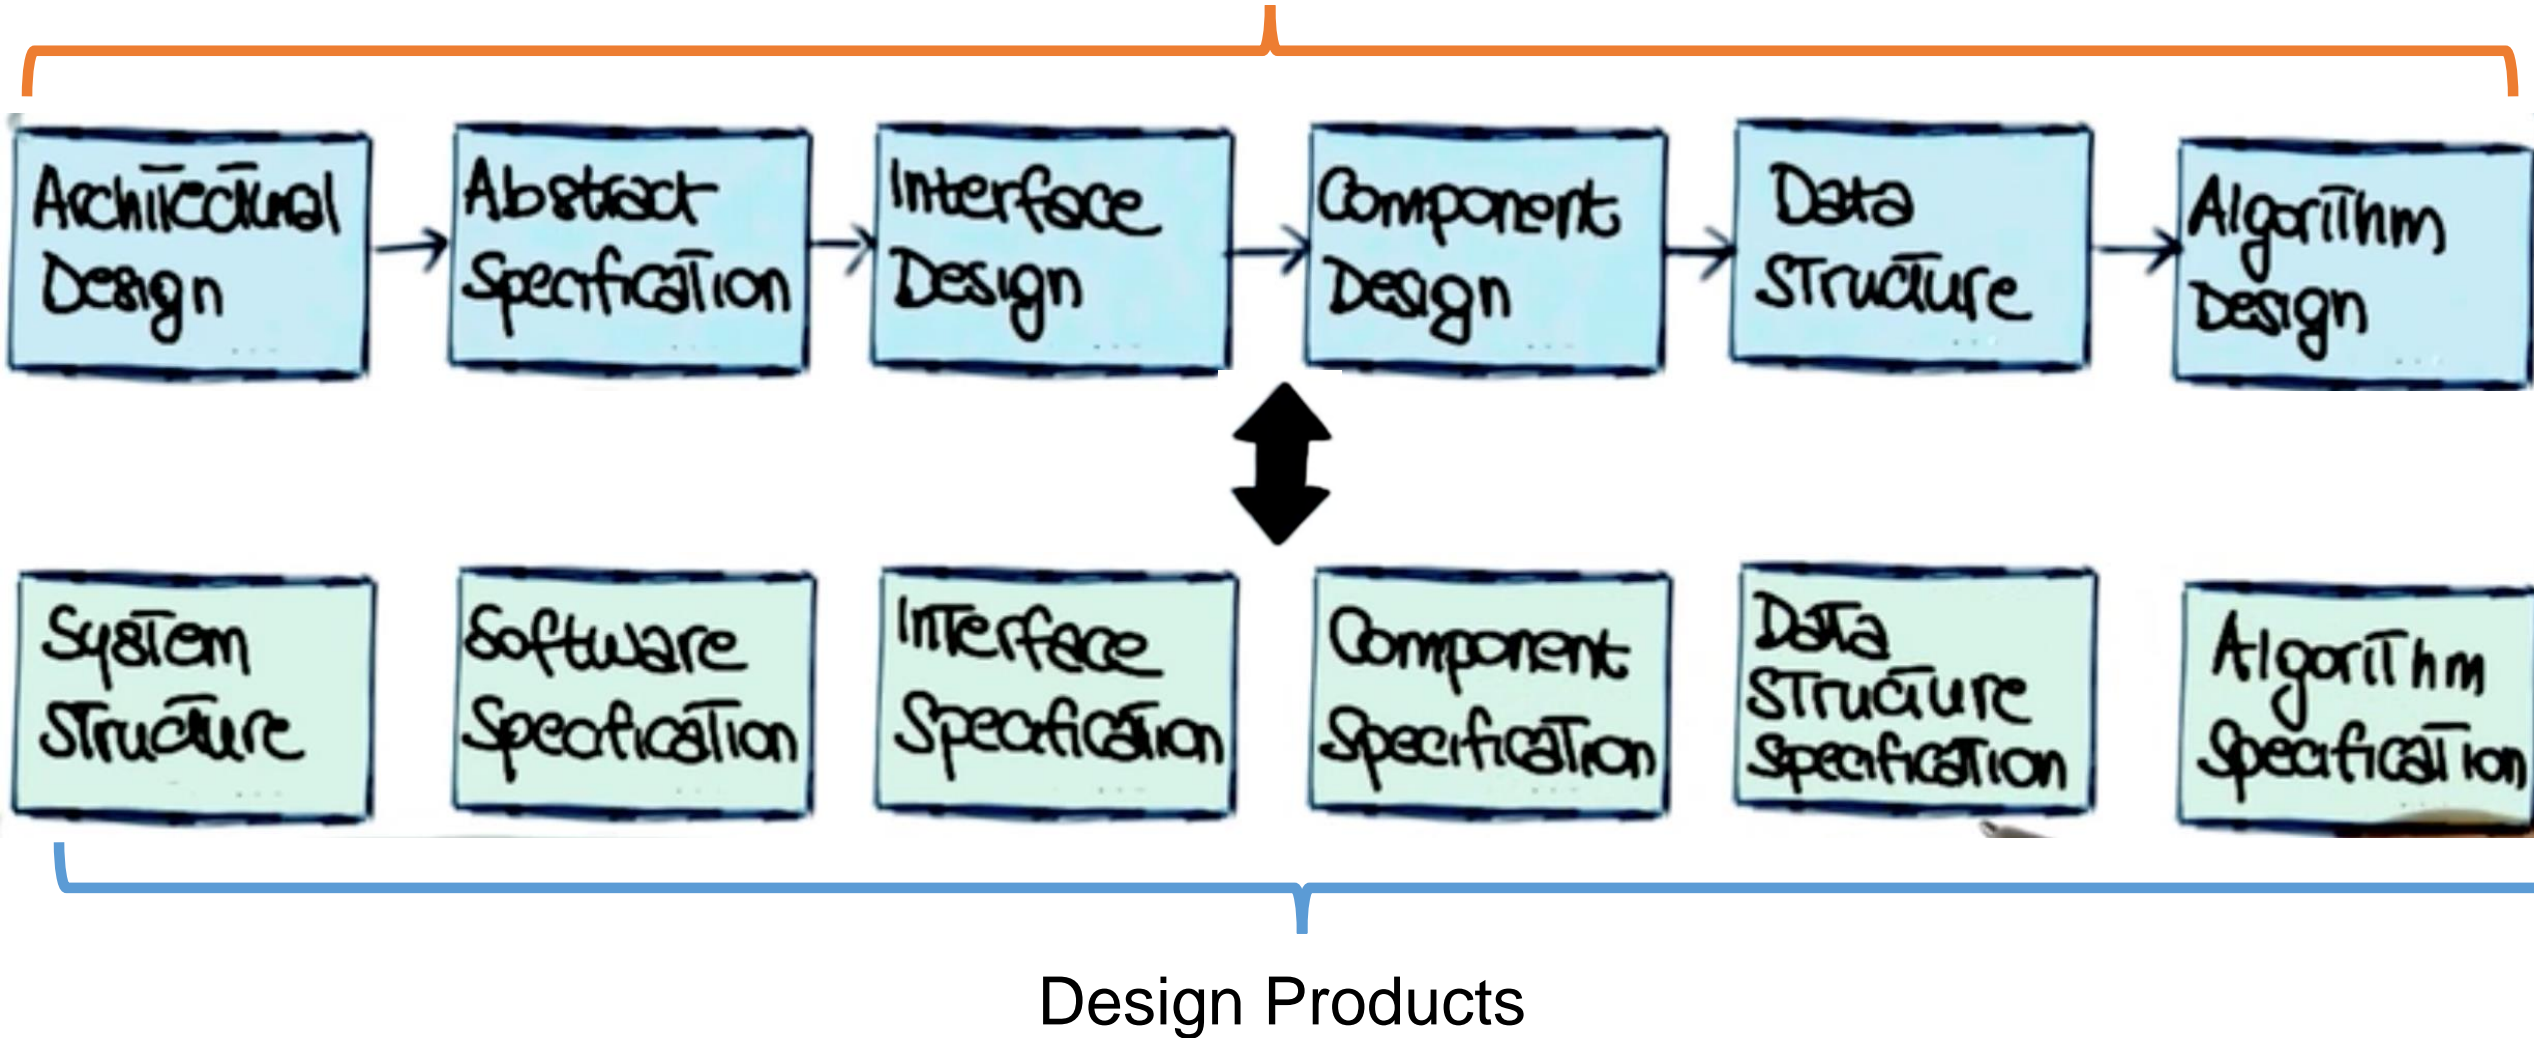 Architectural
Design
Abstract
Specification
Interface
Design
Component
Design
Data
Structure
Algorithm
Design
System
Structure
Software
Specification
Interface
Specification
Component
Specification
Data
Structure
Specification
Algorithm
Specification
Design Products